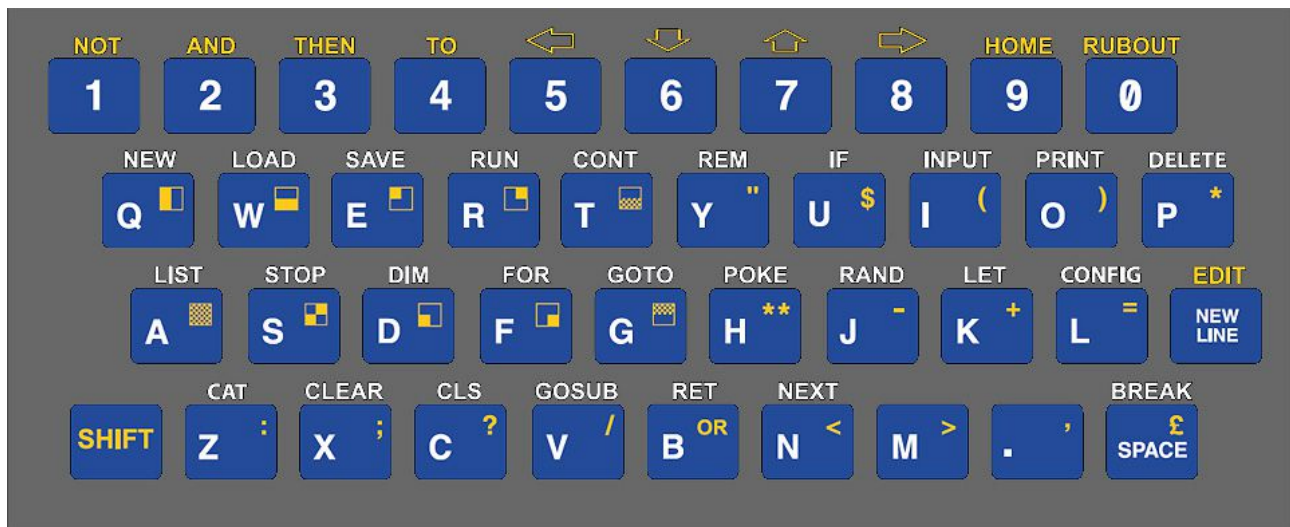 NOT AND THEN TO HOME RUBOUT
1 2 3 4 5 6 7 8 9 0
NEW LOAD SAVE RUN CONT REM IF INPUT PRINT DELETE
Q W E R T Y " U $ I ( O ) P *
LIST STOP DIM FOR GOTO POKE RAND LET CONFIG EDIT
A S D F G H ** J - K + L = NEW LINE
CAT CLEAR CLS GOSUB RET NEXT BREAK
SHIFT Z : X ; C ? V / B OR N < M > . , £ SPACE